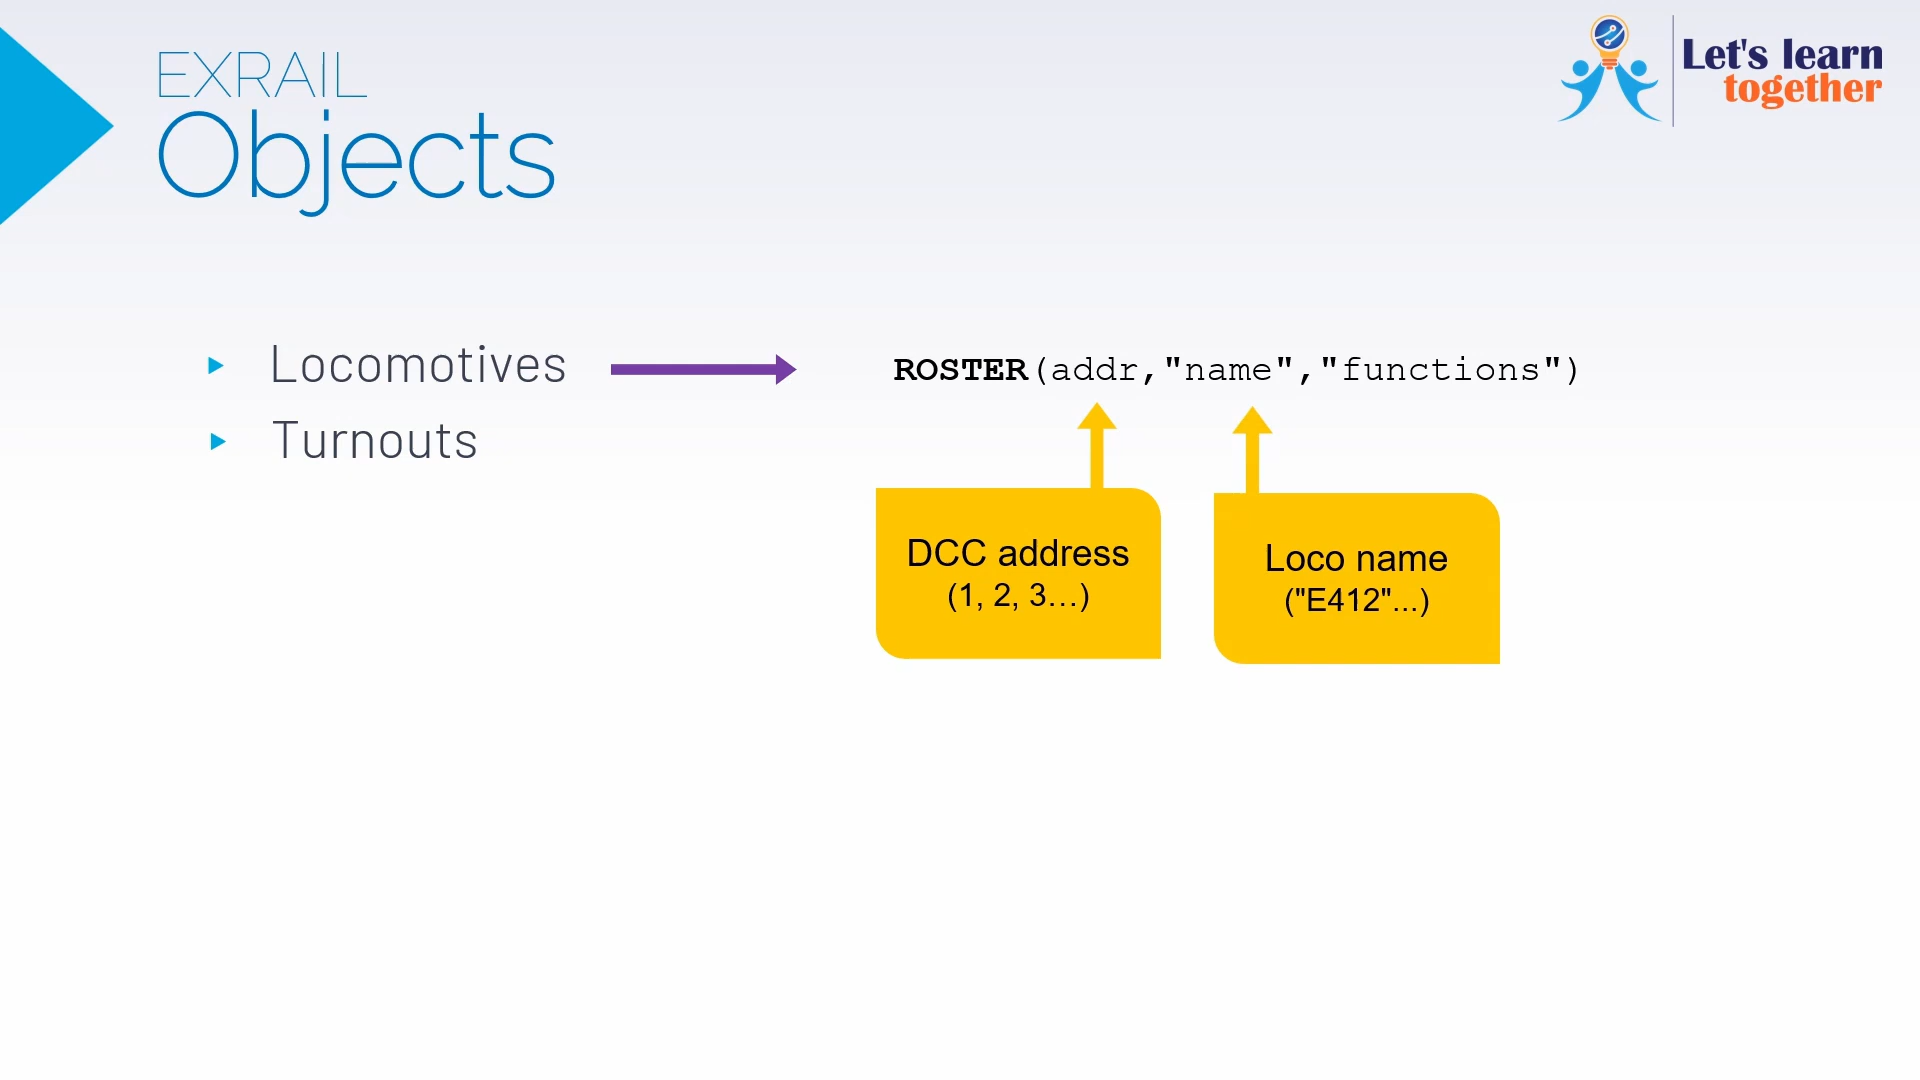 EXRAIL
Objects
Let's learn
together
Locomotives
ROSTER(addr,"name","functions")
Turnouts
DCC address
(1, 2, 3...)
Loco name
("E412"...)